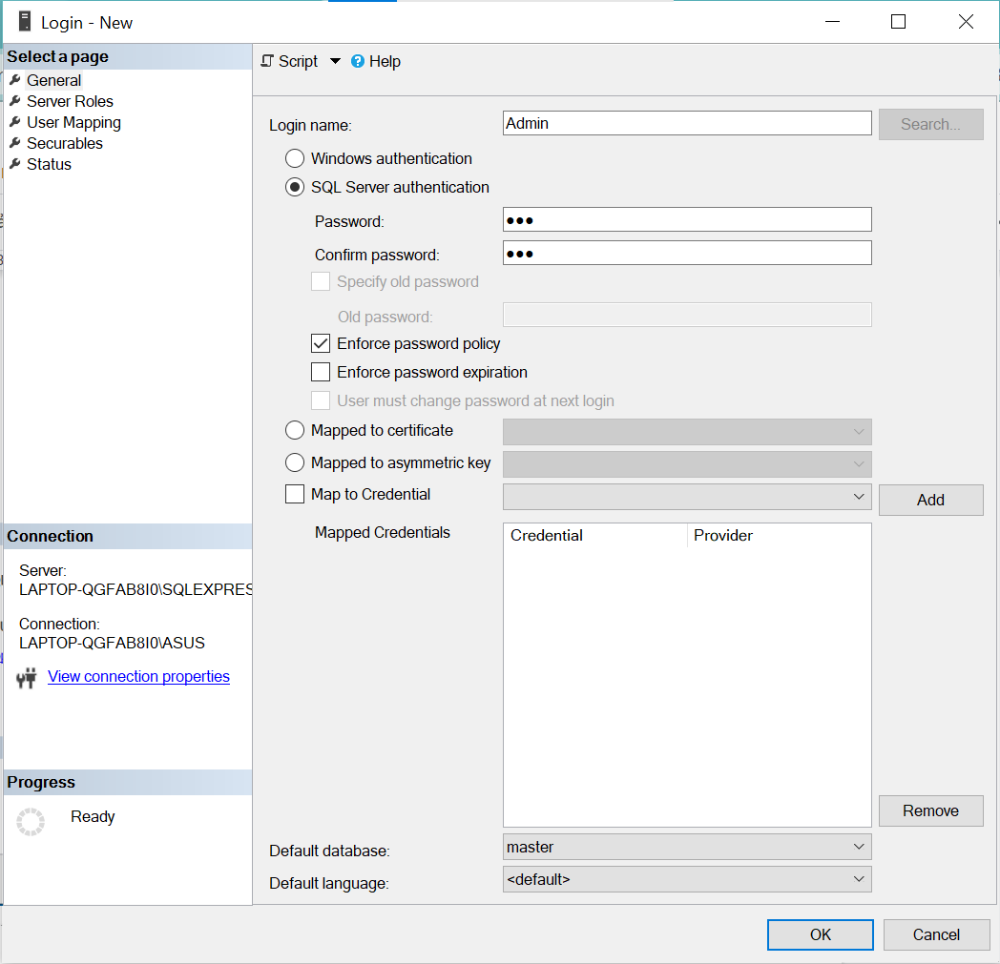 Login - New
Select a page
General
Server Roles
User Mapping
Securables
Status
Script
Help
Login name:
Admin
Search...
Windows authentication
SQL Server authentication
Password:
●●●
Confirm password:
●●●
Specify old password
Old password:
Enforce password policy
Enforce password expiration
User must change password at next login
Mapped to certificate
Mapped to asymmetric key
Map to Credential
Add
Mapped Credentials
Credential Provider
Remove
Default database:
master
Default language:
<default>
Connection
Server:
LAPTOP-QGFAB8I0\SQLEXPRES
Connection:
LAPTOP-QGFAB8I0\ASUS
View connection properties
Progress
Ready
OK
Cancel